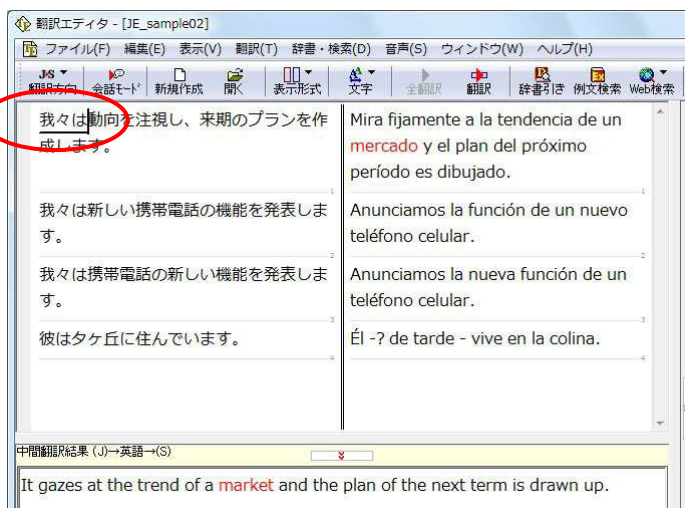 翻訳エディタ - [JE_sample02]
ファイル(F) 編集(E) 表示(V) 翻訳(T) 辞書・検索(D) 音声(S) ウィンドウ(W) ヘルプ(H)
J/S
翻訳方向 会話モード 新規作成 開く 表示形式 文字 全翻訳 翻訳 辞書引き 例文検索 Web検索
我々は動向を注視し、来期のプランを作
成します。
1
Mira fijamente a la tendencia de un
mercado y el plan del próximo
período es dibujado.
1
我々は新しい携帯電話の機能を発表しま
す。
2
Anunciamos la función de un nuevo
teléfono celular.
2
我々は携帯電話の新しい機能を発表しま
す。
3
Anunciamos la nueva función de un
teléfono celular.
3
彼は夕ヶ丘に住んでいます。
4
Él -? de tarde - vive en la colina.
4
中間翻訳結果 (J)→英語→(S)
It gazes at the trend of a market and the plan of the next term is drawn up.